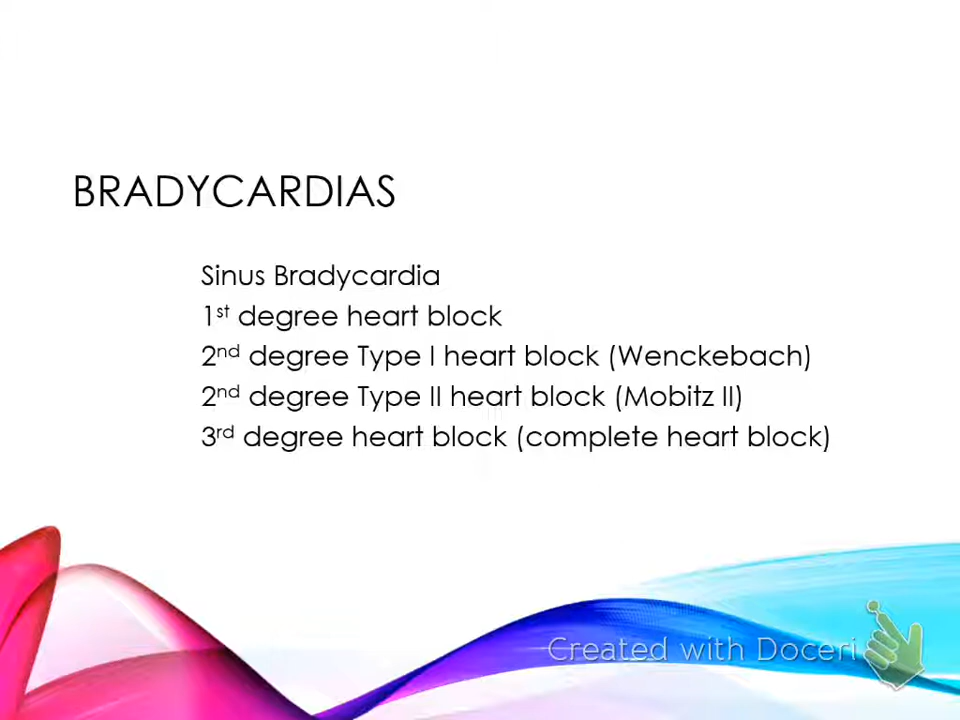 BRADYCARDIAS
Sinus Bradycardia
1st degree heart block
2nd degree Type I heart block (Wenckebach)
2nd degree Type II heart block (Mobitz II)
3rd degree heart block (complete heart block)
Created with Doceri